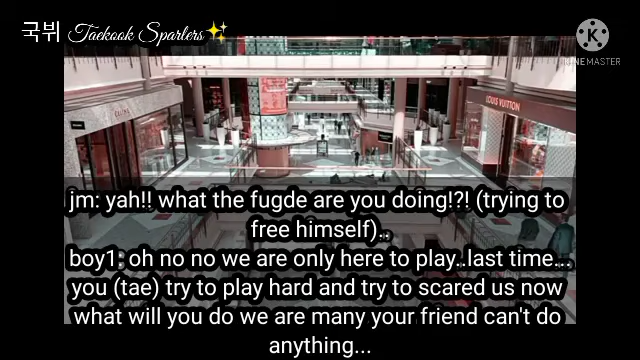 국뷔 Taekook Sparlers✨
K
NEMASTER
LOUIS VUITTON
jm: yah!! what the fugde are you doing!?! (trying to
free himself)..
boy1: oh no no we are only here to play..last time...
you (tae) try to play hard and try to scared us now
what will you do we are many your friend can't do
anything...